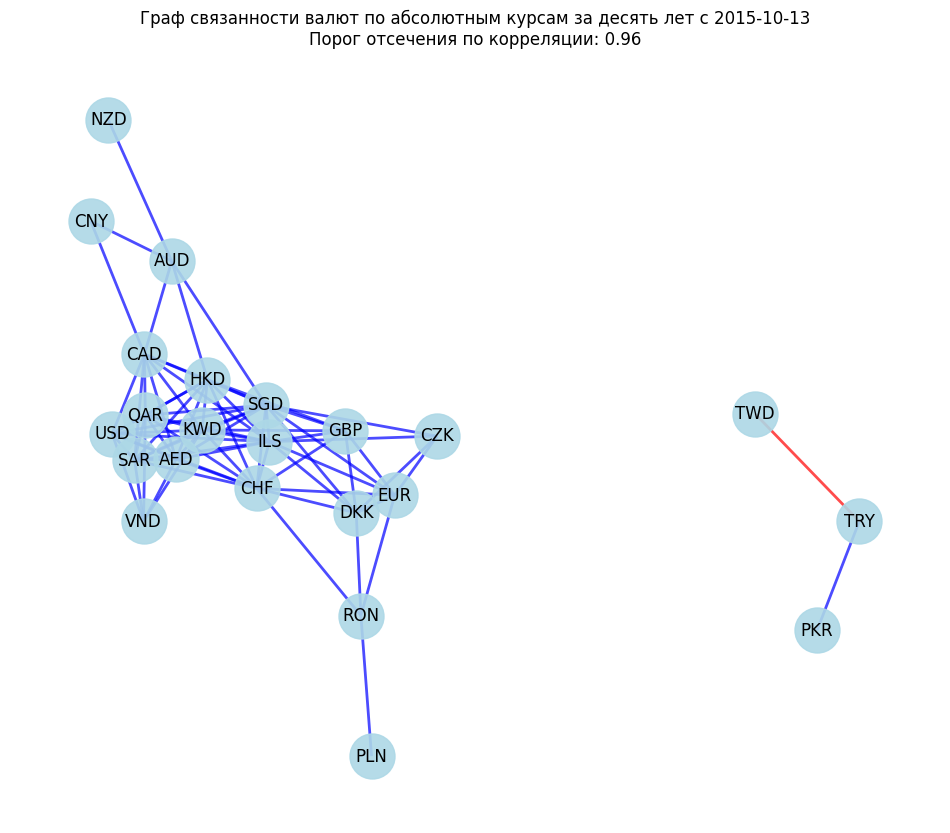 Граф связанности валют по абсолютным курсам за десять лет с 2015-10-13
Порог отсечения по корреляции: 0.96
NZD
CNY
AUD
CAD
HKD
SGD
QAR
TWD
USD
KWD
GBP
CZK
ILS
SAR
AED
CHF
EUR
DKK
VND
TRY
RON
PKR
PLN